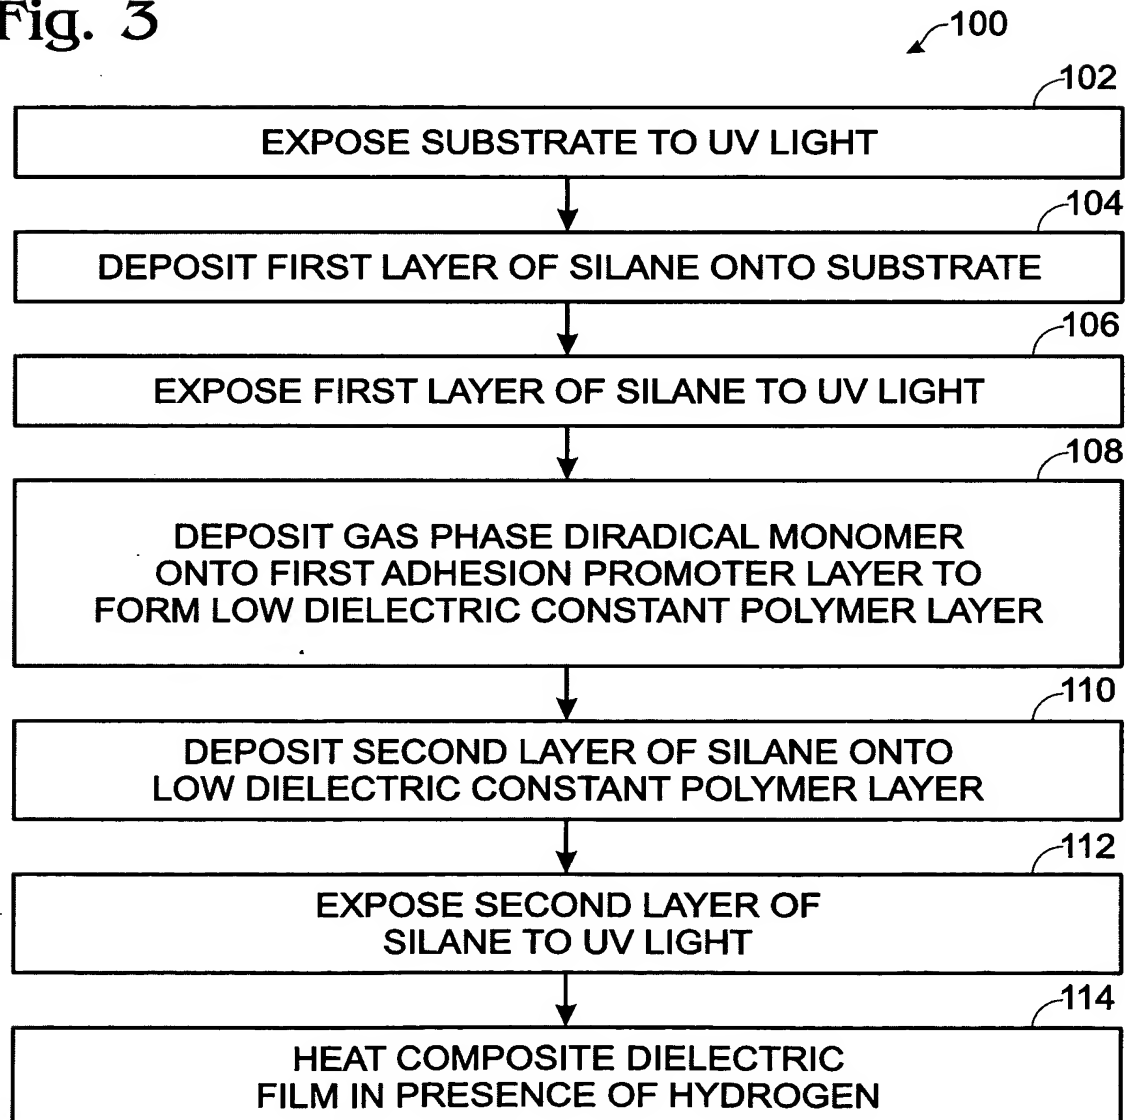 Fig. 3
100
102
EXPOSE SUBSTRATE TO UV LIGHT
104
DEPOSIT FIRST LAYER OF SILANE ONTO SUBSTRATE
106
EXPOSE FIRST LAYER OF SILANE TO UV LIGHT
108
DEPOSIT GAS PHASE DIRADICAL MONOMER
ONTO FIRST ADHESION PROMOTER LAYER TO
FORM LOW DIELECTRIC CONSTANT POLYMER LAYER
110
DEPOSIT SECOND LAYER OF SILANE ONTO
LOW DIELECTRIC CONSTANT POLYMER LAYER
112
EXPOSE SECOND LAYER OF
SILANE TO UV LIGHT
114
HEAT COMPOSITE DIELECTRIC
FILM IN PRESENCE OF HYDROGEN